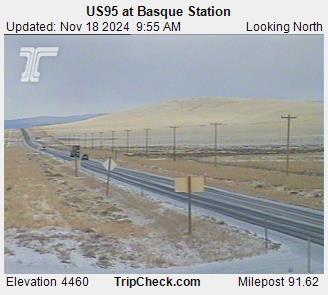 US95 at Basque Station
Updated: Nov 18 2024  9:55 AM
Looking North
Elevation 4460
TripCheck.com
Milepost 91.62